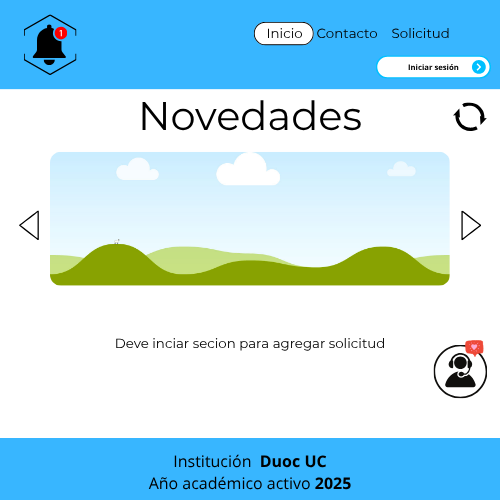 1
Inicio Contacto Solicitud
Iniciar sesión
Novedades
Deve inciar secion para agregar solicitud
Institución Duoc UC
Año académico activo 2025